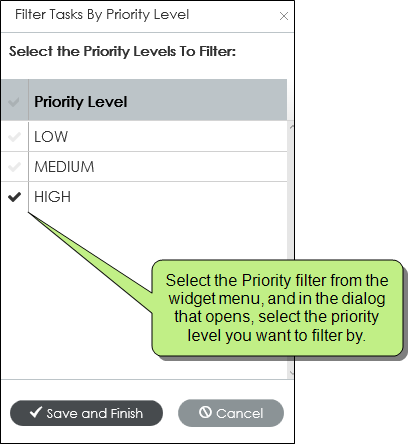 Filter Tasks By Priority Level
Select the Priority Levels To Filter:
Priority Level
LOW
MEDIUM
HIGH
Select the Priority filter from the
widget menu, and in the dialog
that opens, select the priority
level you want to filter by.
Save and Finish
Cancel